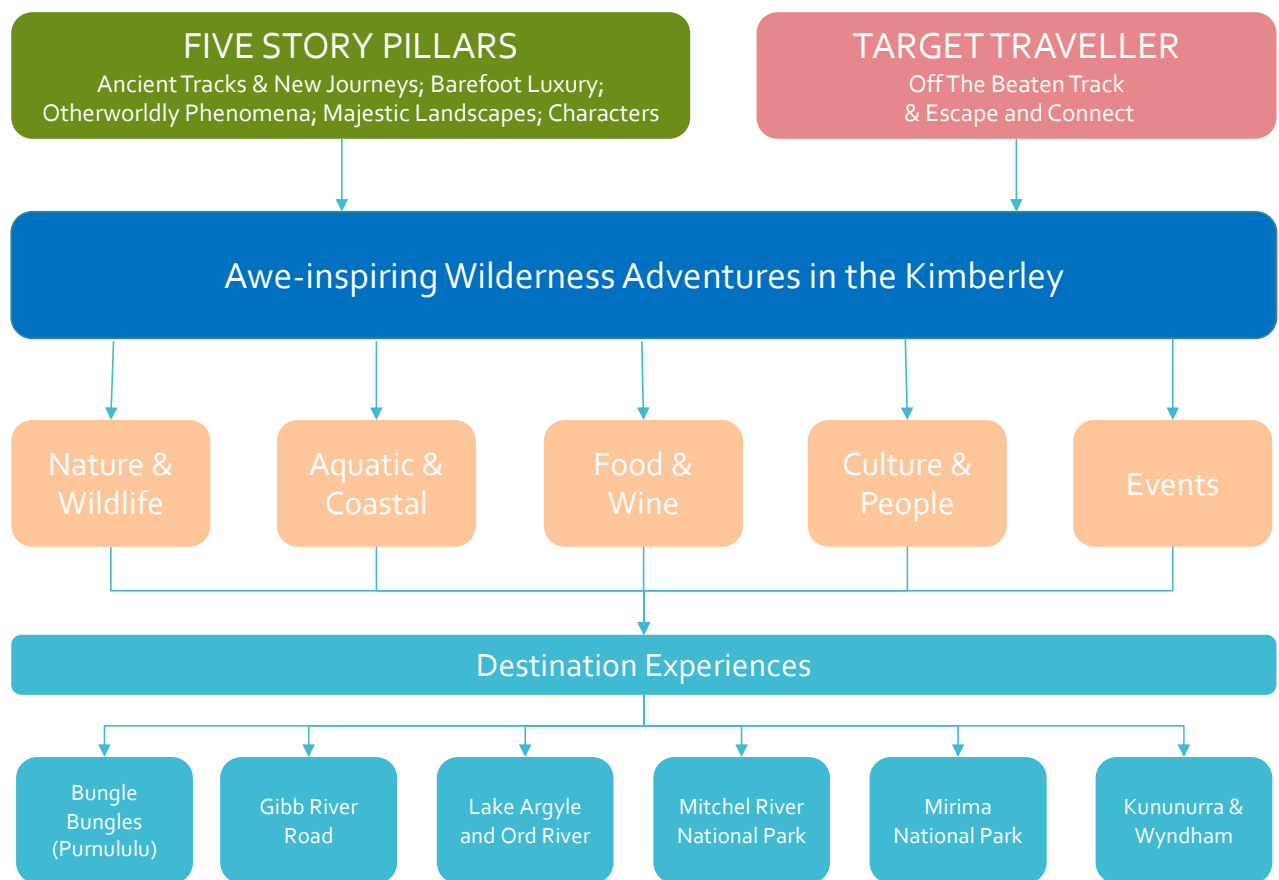 FIVE STORY PILLARS
Ancient Tracks & New Journeys; Barefoot Luxury;
Otherworldly Phenomena; Majestic Landscapes; Characters
TARGET TRAVELLER
Off The Beaten Track
& Escape and Connect
Awe-inspiring Wilderness Adventures in the Kimberley
Nature &
Wildlife
Aquatic &
Coastal
Food &
Wine
Culture &
People
Events
Destination Experiences
Bungle
Bungles
(Purnululu)
Gibb River
Road
Lake Argyle
and Ord River
Mitchel River
National Park
Mirima
National Park
Kununurra &
Wyndham